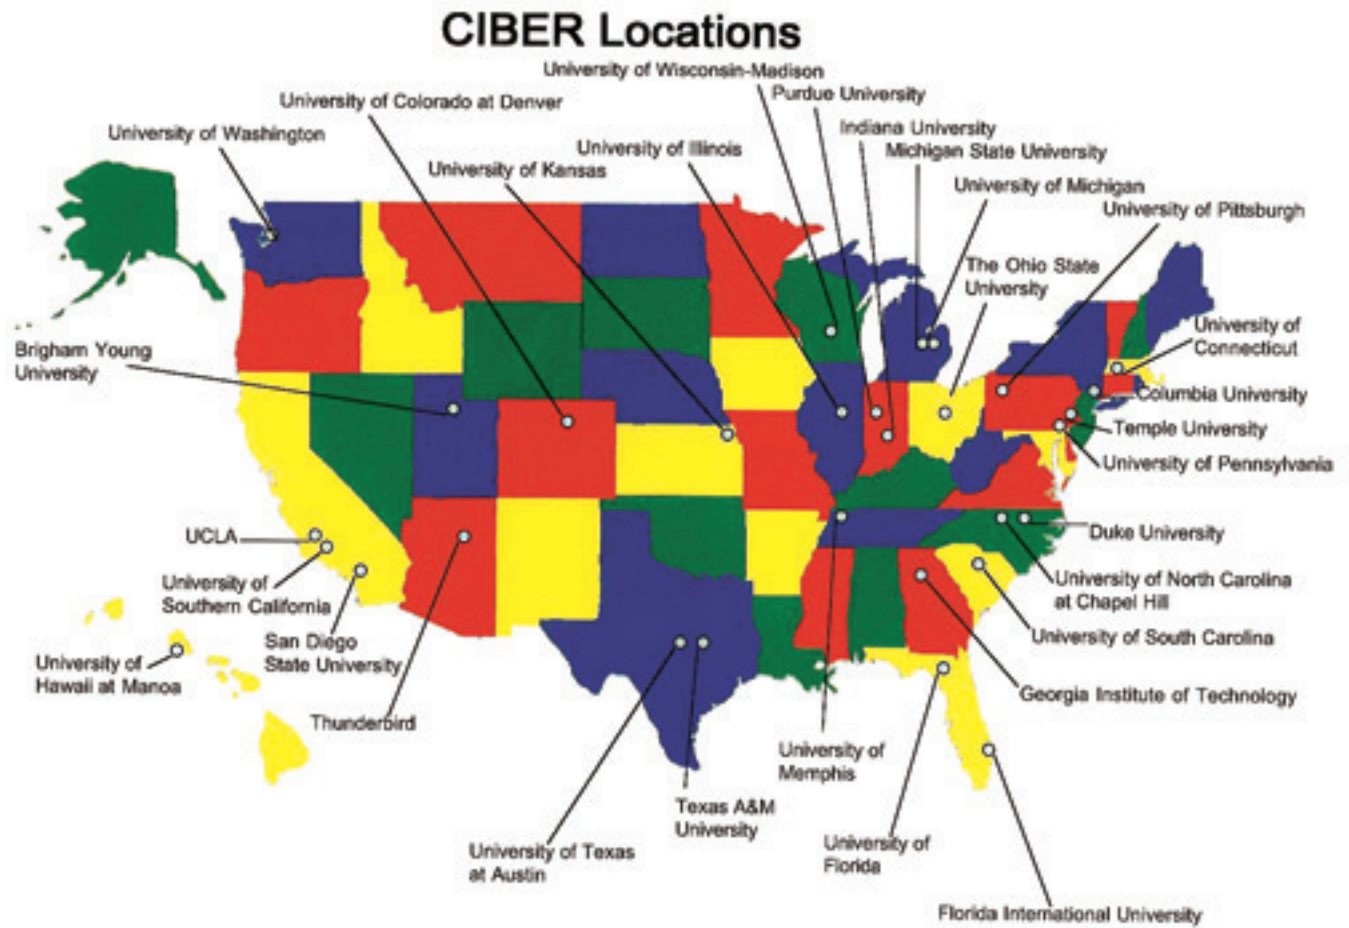 CIBER Locations
University of Wisconsin-Madison
Purdue University
University of Colorado at Denver
Indiana University
University of Washington
University of Illinois
Michigan State University
University of Kansas
University of Michigan
University of Pittsburgh
The Ohio State
University
University of
Connecticut
Brigham Young
University
Columbia University
Temple University
University of Pennsylvania
UCLA
Duke University
University of
Southern California
University of North Carolina
at Chapel Hill
San Diego
State University
University of South Carolina
University of
Hawaii at Manoa
Georgia Institute of Technology
Thunderbird
University of
Memphis
Texas A&M
University
University of
Florida
University of Texas
at Austin
Florida International University